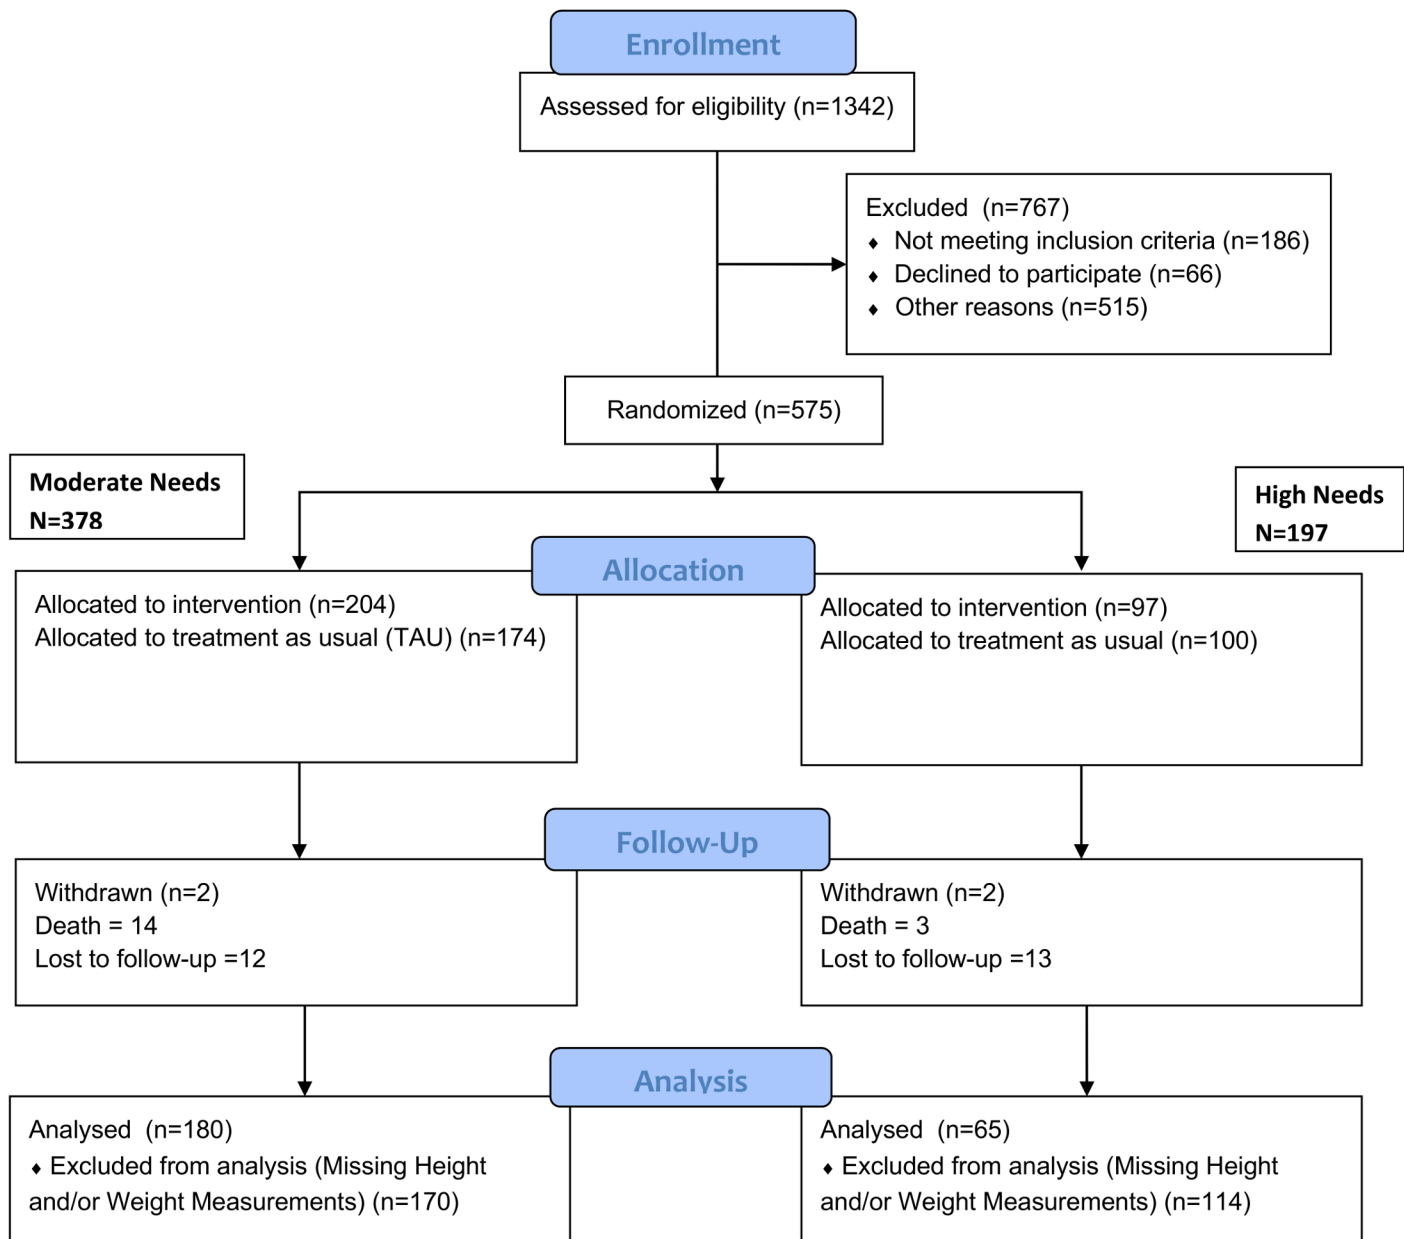 Enrollment
Assessed for eligibility (n=1342)
Excluded  (n=767)
⬧ Not meeting inclusion criteria (n=186)
⬧ Declined to participate (n=66)
⬧ Other reasons (n=515)
Randomized (n=575)
Moderate Needs
N=378
High Needs
N=197
Allocation
Allocated to intervention (n=204)
Allocated to treatment as usual (TAU) (n=174)
Allocated to intervention (n=97)
Allocated to treatment as usual (n=100)
Follow-Up
Withdrawn (n=2)
Death = 14
Lost to follow-up =12
Withdrawn (n=2)
Death = 3
Lost to follow-up =13
Analysis
Analysed  (n=180)
⬧ Excluded from analysis (Missing Height
and/or Weight Measurements) (n=170)
Analysed  (n=65)
⬧ Excluded from analysis (Missing Height
and/or Weight Measurements) (n=114)